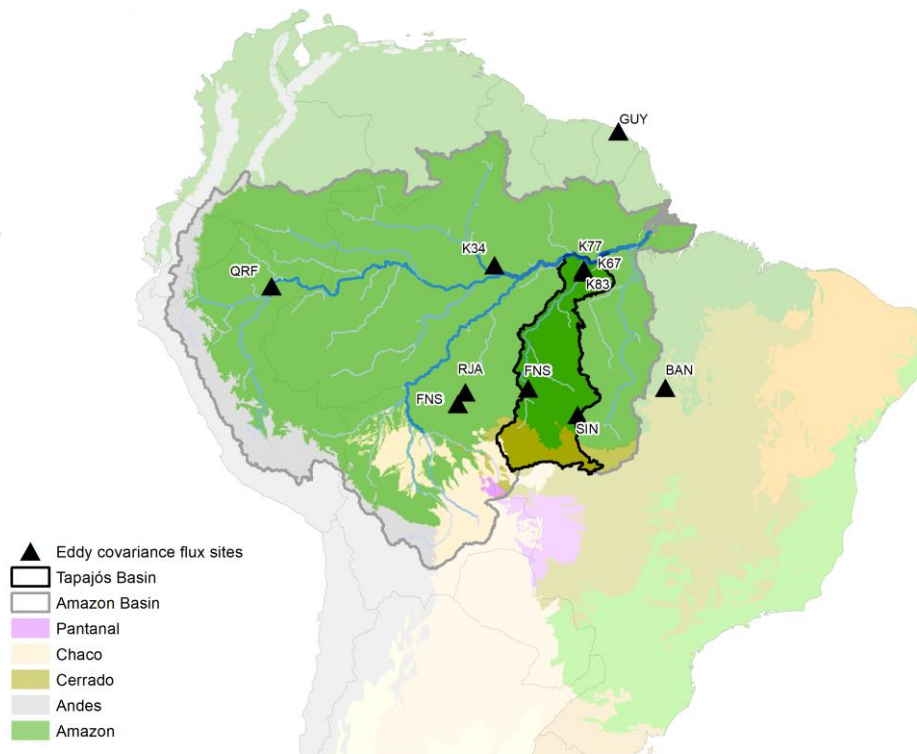 GUY
K34
K77
K67
K83
QRF
RJA
FNS
FNS
BAN
SIN
Eddy covariance flux sites
Tapajós Basin
Amazon Basin
Pantanal
Chaco
Cerrado
Andes
Amazon